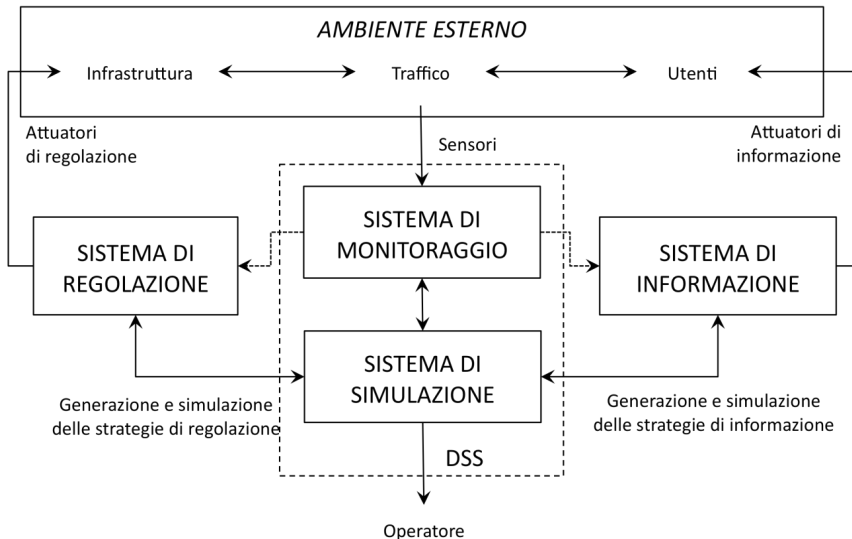 AMBIENTE ESTERNO
Infrastruttura
Traffico
Utenti
Attuatori
di regolazione
Sensori
Attuatori di
informazione
SISTEMA DI
MONITORAGGIO
SISTEMA DI
REGOLAZIONE
SISTEMA DI
INFORMAZIONE
SISTEMA DI
SIMULAZIONE
Generazione e simulazione
delle strategie di regolazione
Generazione e simulazione
delle strategie di informazione
DSS
Operatore